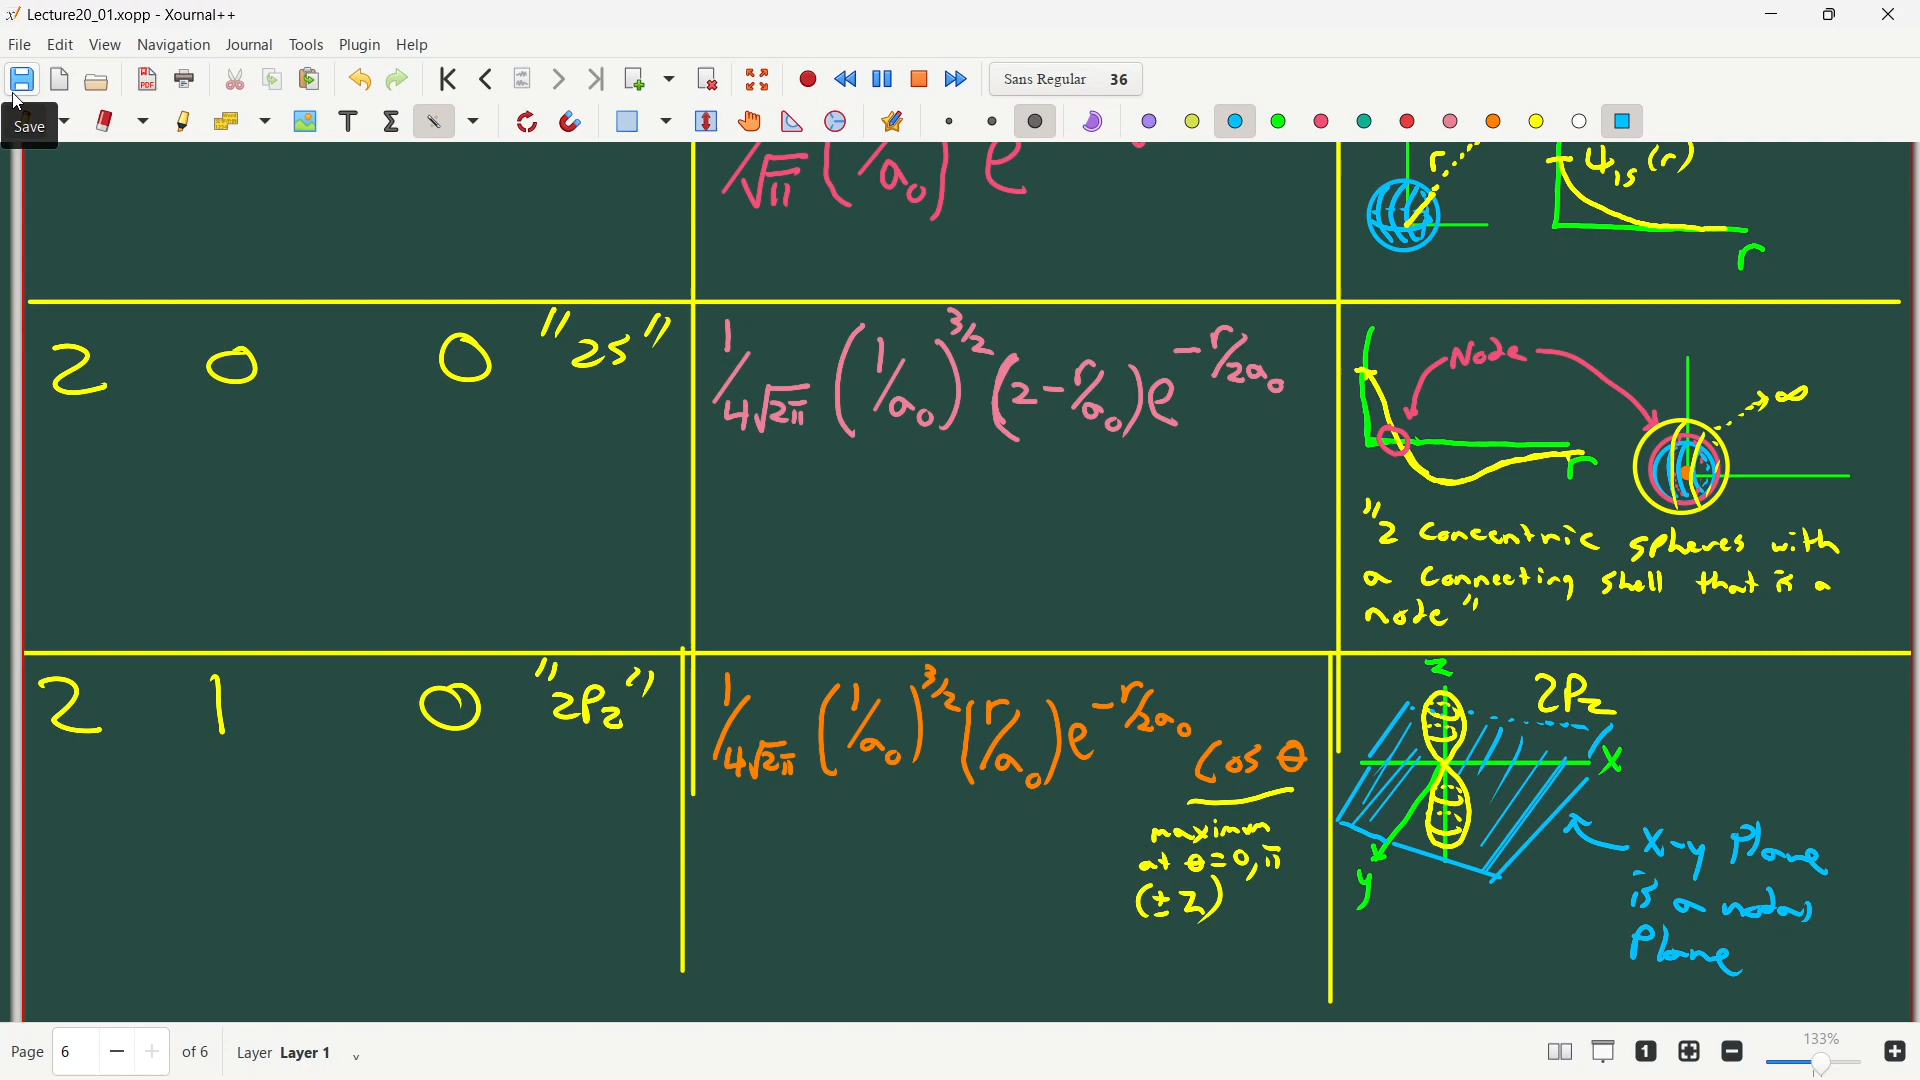 Lecture20_01.xopp - Xournal++
File Edit View Navigation Journal Tools Plugin Help
Sans Regular 36
Save
1/√π (1/a₀) e
r
ψ₁ₛ(r)
r
2 0 0 "2s"
1/4√2π (1/a₀)^3/2 (2-r/a₀) e^-r/2a₀
Node
∞
r
"2 concentric spheres with
a connecting shell that is a
node"
2 1 0 "2Pz"
1/4√2π (1/a₀)^3/2 (r/a₀) e^-r/2a₀ cos θ
maximum
at θ=0,π
(±z)
z
2Pz
x
y
x-y Plane
is a nodal
Plane
Page 6 of 6 Layer Layer 1
133%